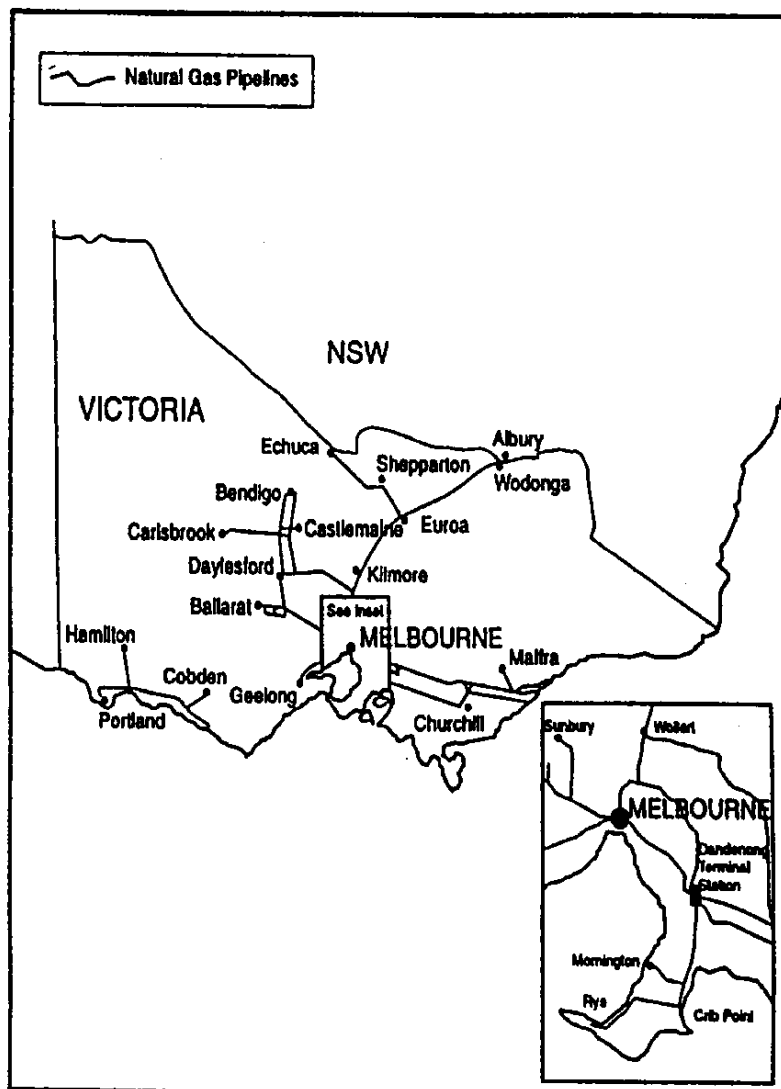 Natural Gas Pipelines
NSW
VICTORIA
Echuca
Albury
Shepparton
Wodonga
Bendigo
Carlsbrook
Castlemaine
Euroa
Daylesford
Kilmore
Ballarat
See Inset
Hamilton
MELBOURNE
Maffra
Cobden
Geelong
Portland
Churchill
Sunbury
Wollert
MELBOURNE
Dandenong
Terminal
Station
Mornington
Rye
Crib Point